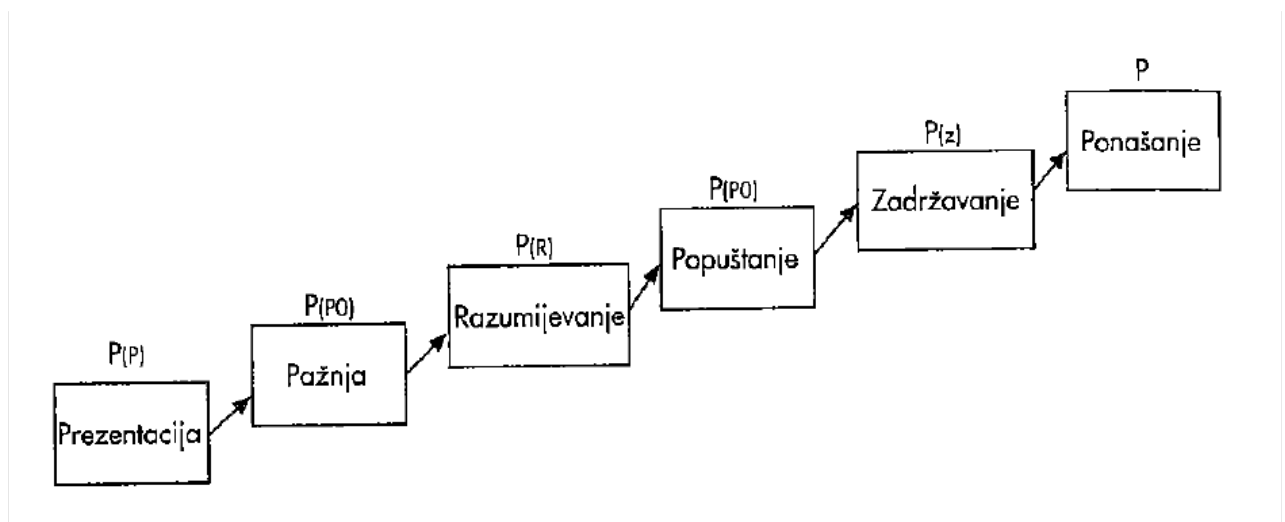 P(P)
Prezentacija
P(PO)
Pažnja
P(R)
Razumijevanje
P(PO)
Popuštanje
P(z)
Zadržavanje
P
Ponašanje